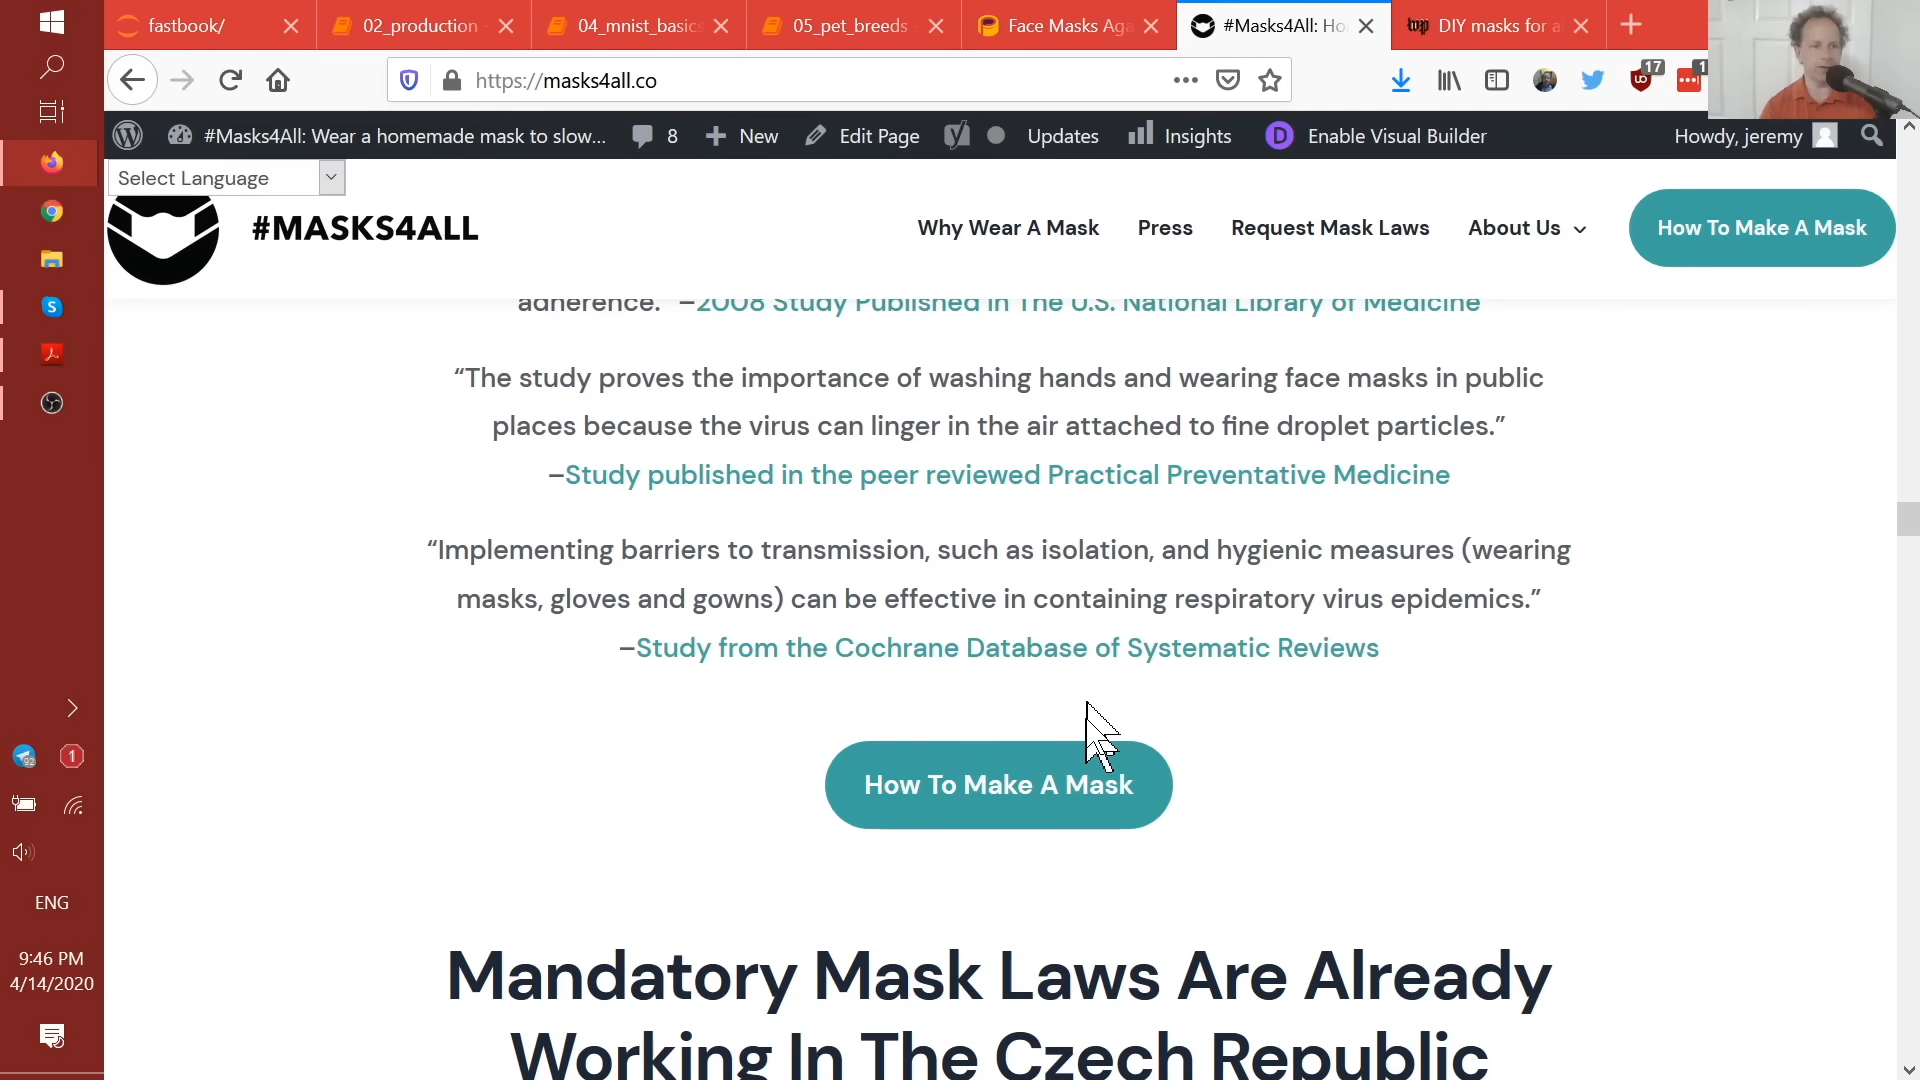 fastbook/
02_production
04_mnist_basics
05_pet_breeds
Face Masks Aga
#Masks4All: Ho
DIY masks for a
https://masks4all.co
17
1
#Masks4All: Wear a homemade mask to slow...
8
New
Edit Page
Updates
Insights
D
Enable Visual Builder
Howdy, jeremy
Select Language
#MASKS4ALL
Why Wear A Mask
Press
Request Mask Laws
About Us
How To Make A Mask
adherence." –2008 Study Published In The U.S. National Library of Medicine
“The study proves the importance of washing hands and wearing face masks in public
places because the virus can linger in the air attached to fine droplet particles.”
–Study published in the peer reviewed Practical Preventative Medicine
“Implementing barriers to transmission, such as isolation, and hygienic measures (wearing
masks, gloves and gowns) can be effective in containing respiratory virus epidemics.”
–Study from the Cochrane Database of Systematic Reviews
How To Make A Mask
Mandatory Mask Laws Are Already
Working In The Czech Republic
92
1
ENG
9:46 PM
4/14/2020